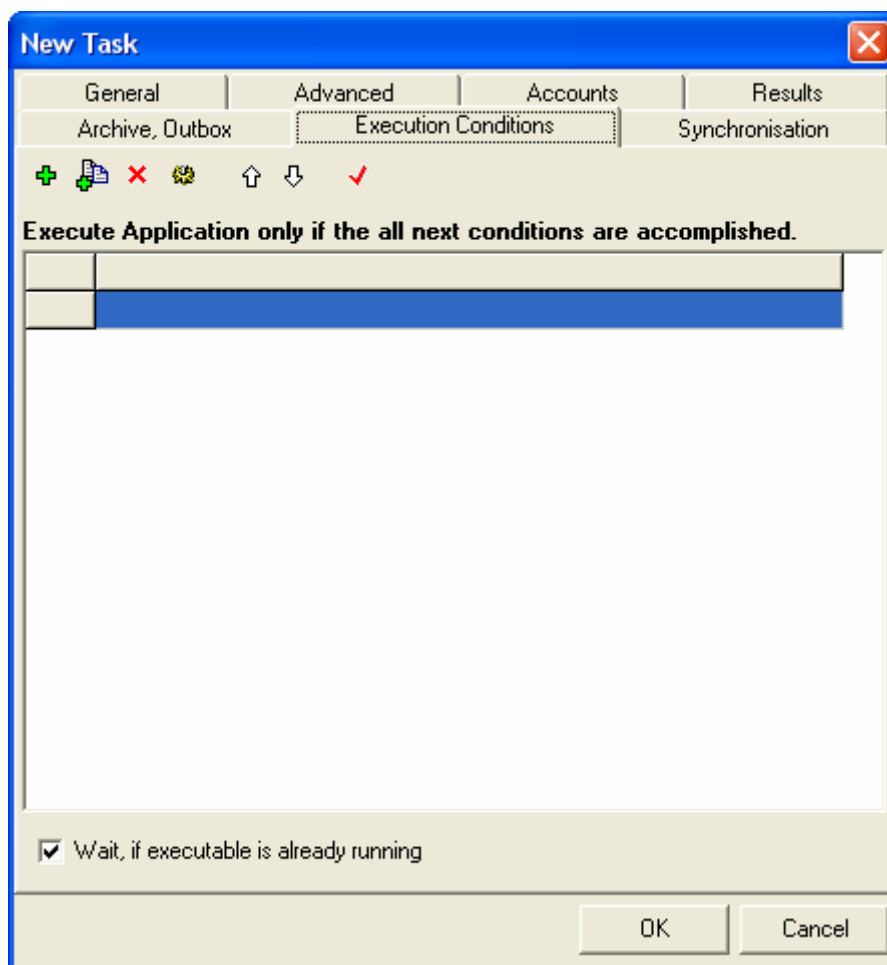 New Task
General Advanced Accounts Results
Archive, Outbox Execution Conditions Synchronisation
Execute Application only if the all next conditions are accomplished.
Wait, if executable is already running
OK Cancel